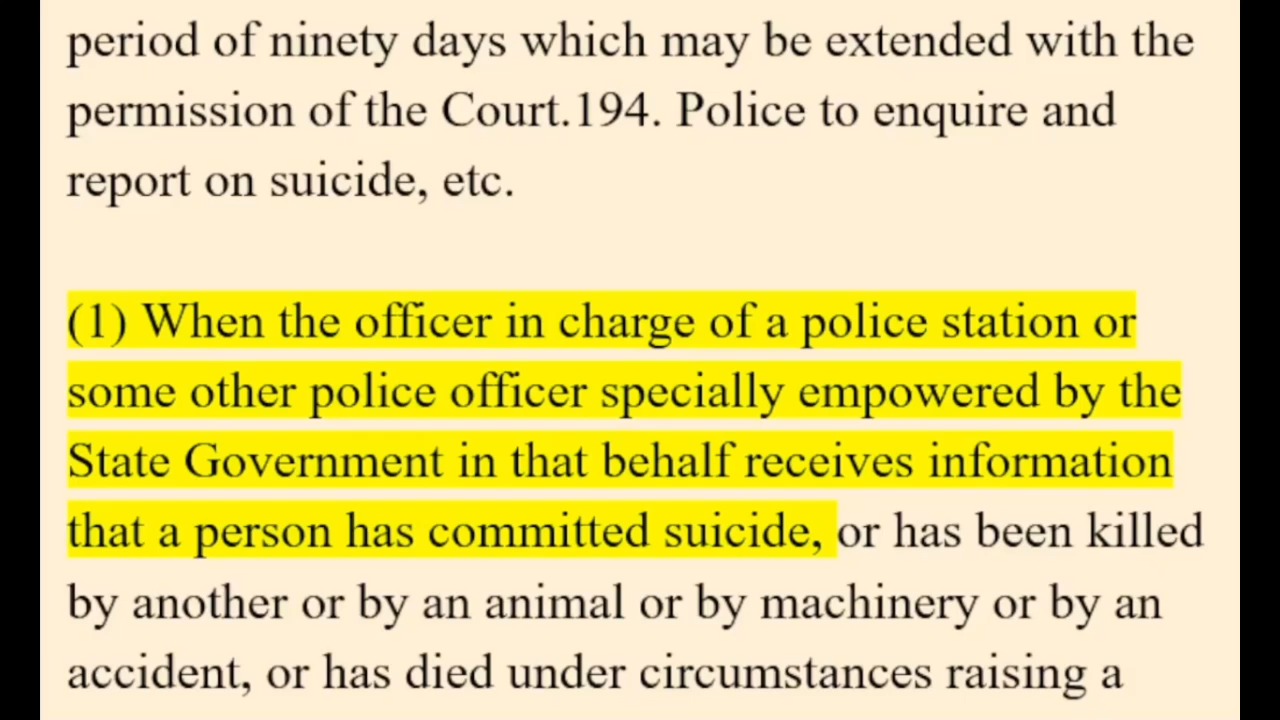 period of ninety days which may be extended with the
permission of the Court.194. Police to enquire and
report on suicide, etc.
(1) When the officer in charge of a police station or
some other police officer specially empowered by the
State Government in that behalf receives information
that a person has committed suicide, or has been killed
by another or by an animal or by machinery or by an
accident, or has died under circumstances raising a